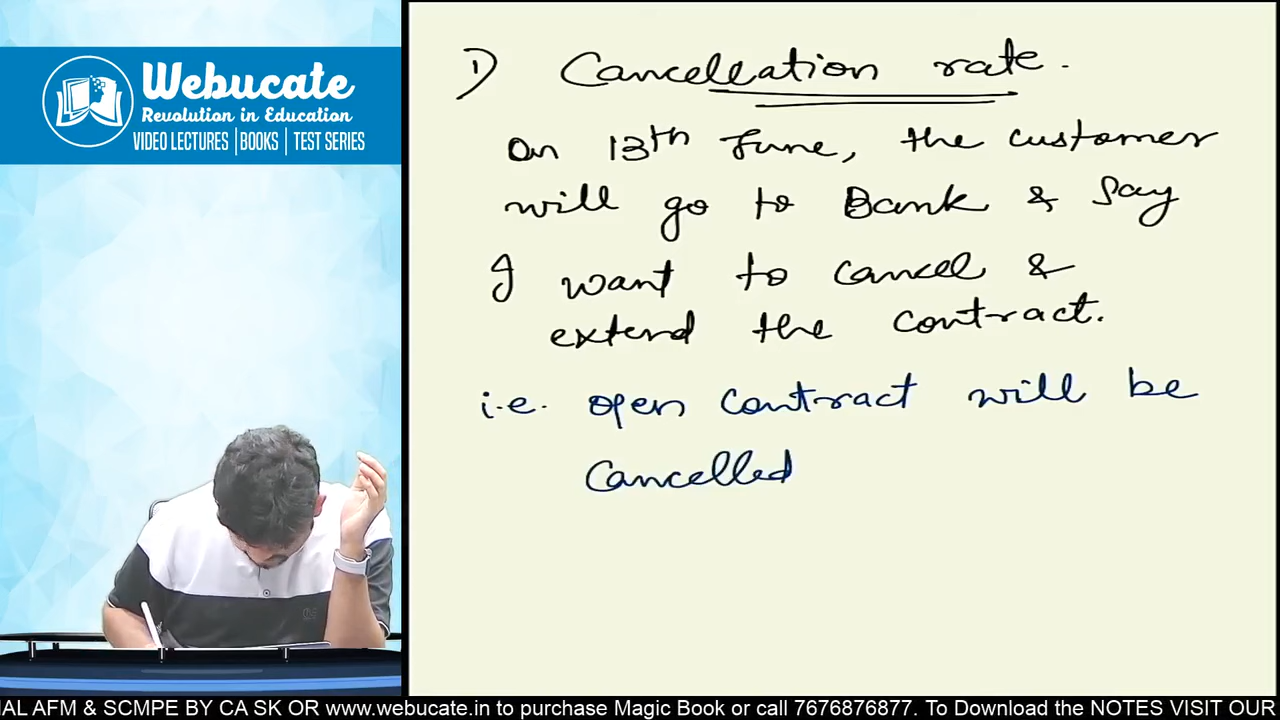 Webucate
Revolution in Education
VIDEO LECTURES | BOOKS | TEST SERIES
1) Cancellation rate.
On 13th June, the customer
will go to Bank & Say
I want to cancel &
extend the contract.
i.e. open contract will be
Cancelled
IAL AFM & SCMPE BY CA SK OR www.webucate.in to purchase Magic Book or call 7676876877. To Download the NOTES VISIT OUR